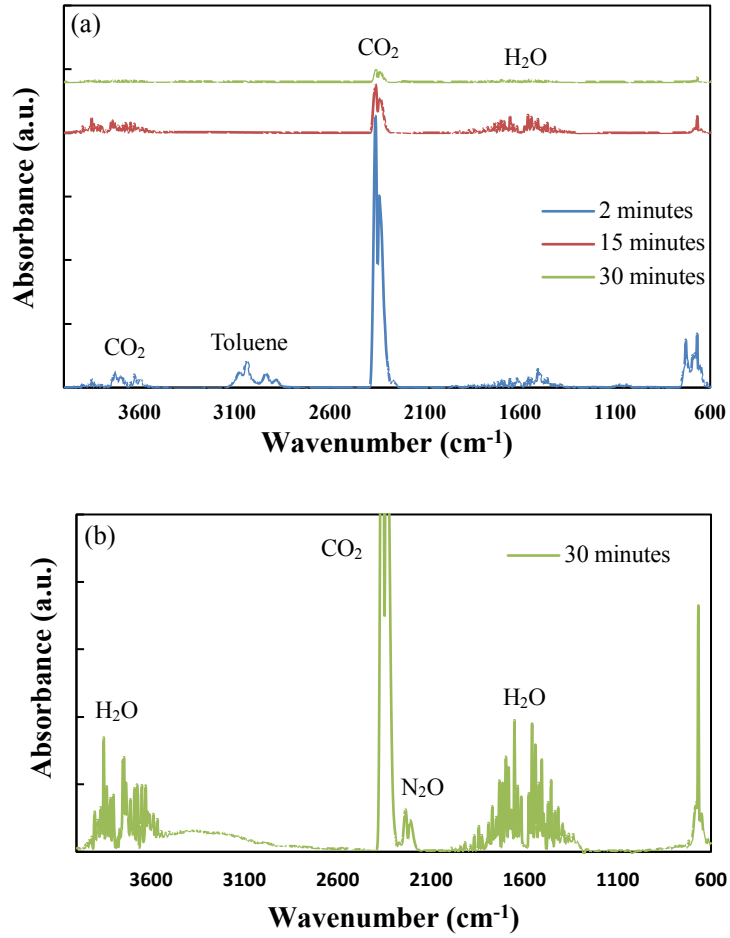 (a)
CO₂
H₂O
2 minutes
15 minutes
30 minutes
CO₂
Toluene
Absorbance (a.u.)
3600 3100 2600 2100 1600 1100 600
Wavenumber (cm⁻¹)
(b)
CO₂
30 minutes
H₂O
H₂O
N₂O
Absorbance (a.u.)
3600 3100 2600 2100 1600 1100 600
Wavenumber (cm⁻¹)